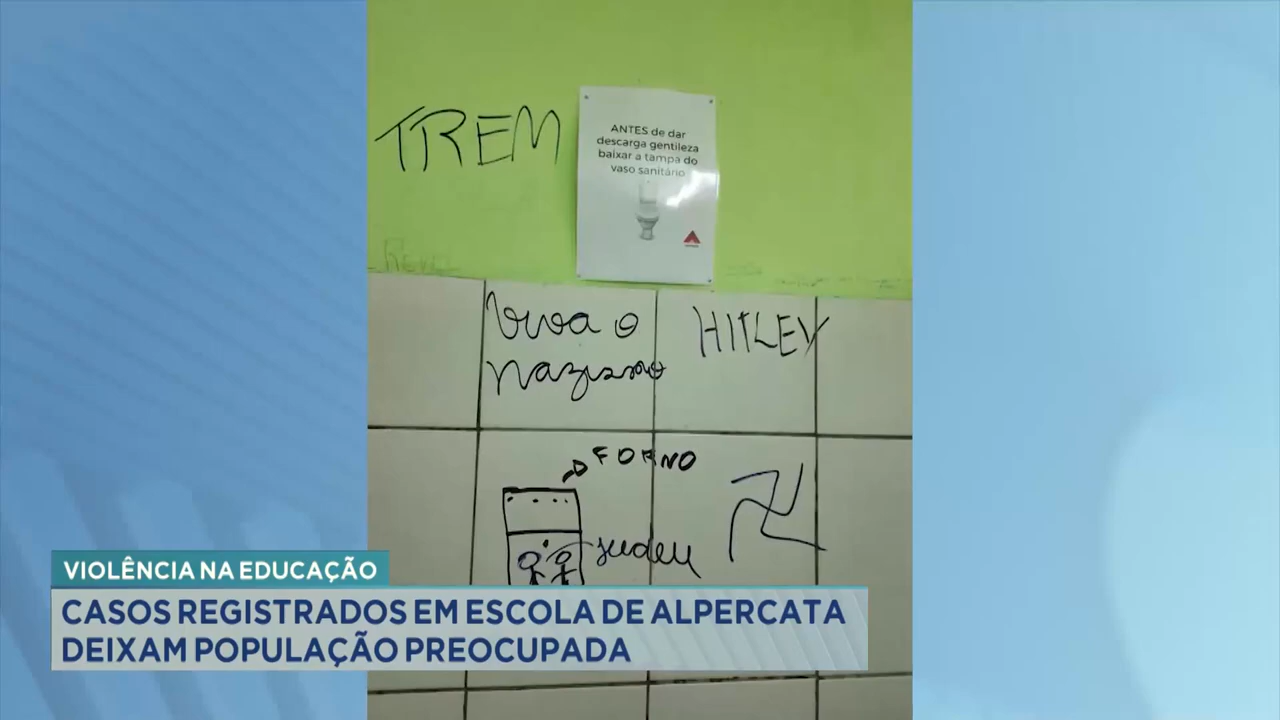 TREM
ANTES de dar
descarga gentileza
baixar a tampa do
vaso sanitário
REVEL
viva o
nazismo
HITLEY
FORNO
judeu
VIOLÊNCIA NA EDUCAÇÃO
CASOS REGISTRADOS EM ESCOLA DE ALPERCATA
DEIXAM POPULAÇÃO PREOCUPADA